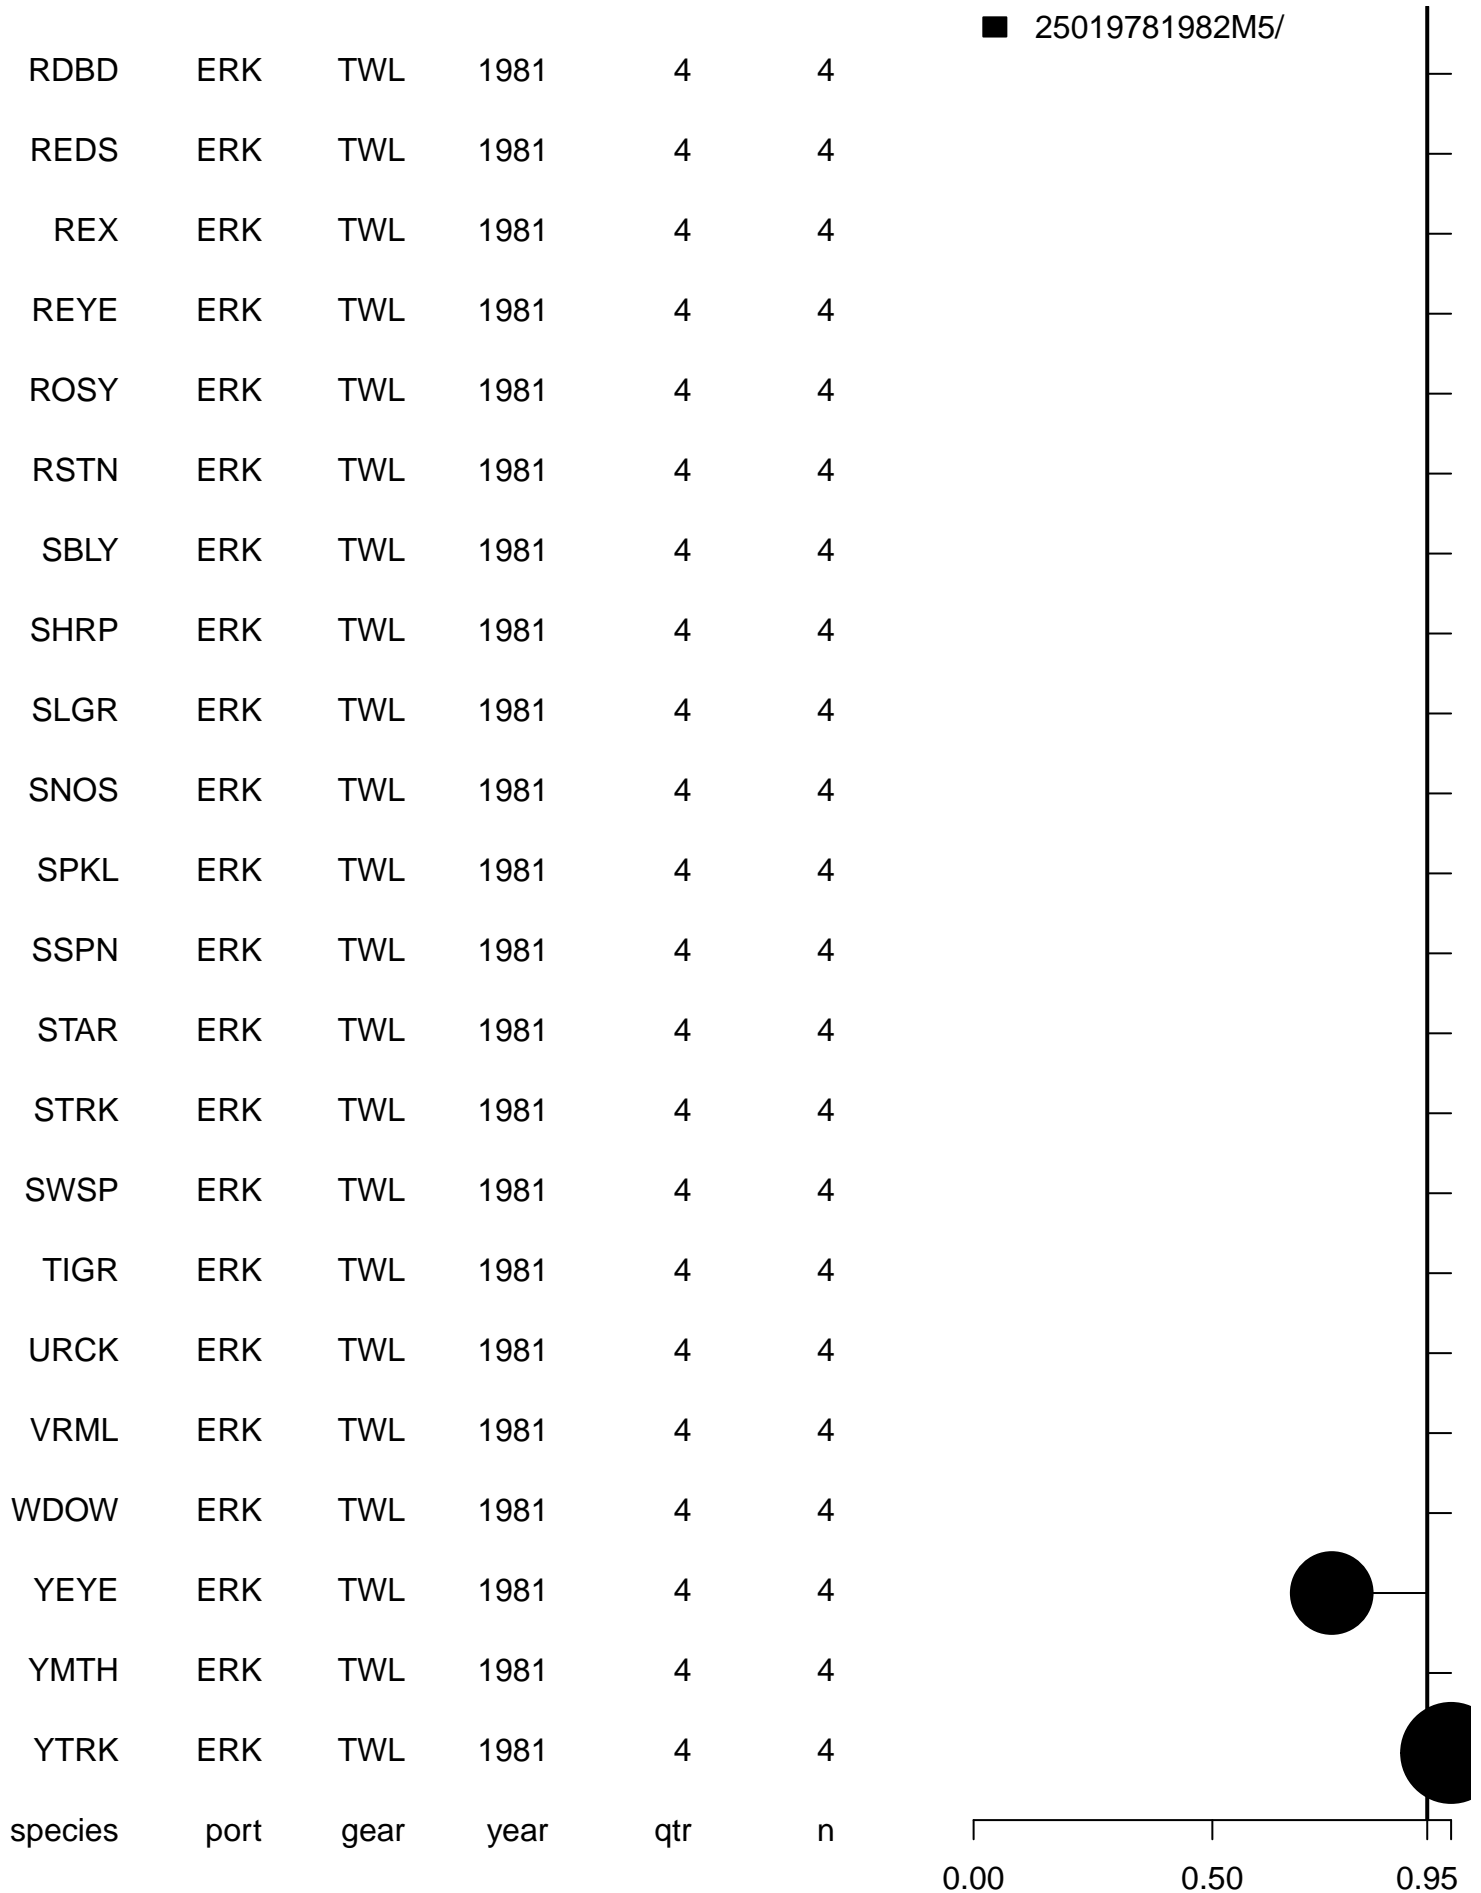 25019781982M5/
RDBD ERK TWL 1981 4 4
REDS ERK TWL 1981 4 4
REX ERK TWL 1981 4 4
REYE ERK TWL 1981 4 4
ROSY ERK TWL 1981 4 4
RSTN ERK TWL 1981 4 4
SBLY ERK TWL 1981 4 4
SHRP ERK TWL 1981 4 4
SLGR ERK TWL 1981 4 4
SNOS ERK TWL 1981 4 4
SPKL ERK TWL 1981 4 4
SSPN ERK TWL 1981 4 4
STAR ERK TWL 1981 4 4
STRK ERK TWL 1981 4 4
SWSP ERK TWL 1981 4 4
TIGR ERK TWL 1981 4 4
URCK ERK TWL 1981 4 4
VRML ERK TWL 1981 4 4
WDOW ERK TWL 1981 4 4
YEYE ERK TWL 1981 4 4
YMTH ERK TWL 1981 4 4
YTRK ERK TWL 1981 4 4
species port gear year qtr n
0.00 0.50 0.95